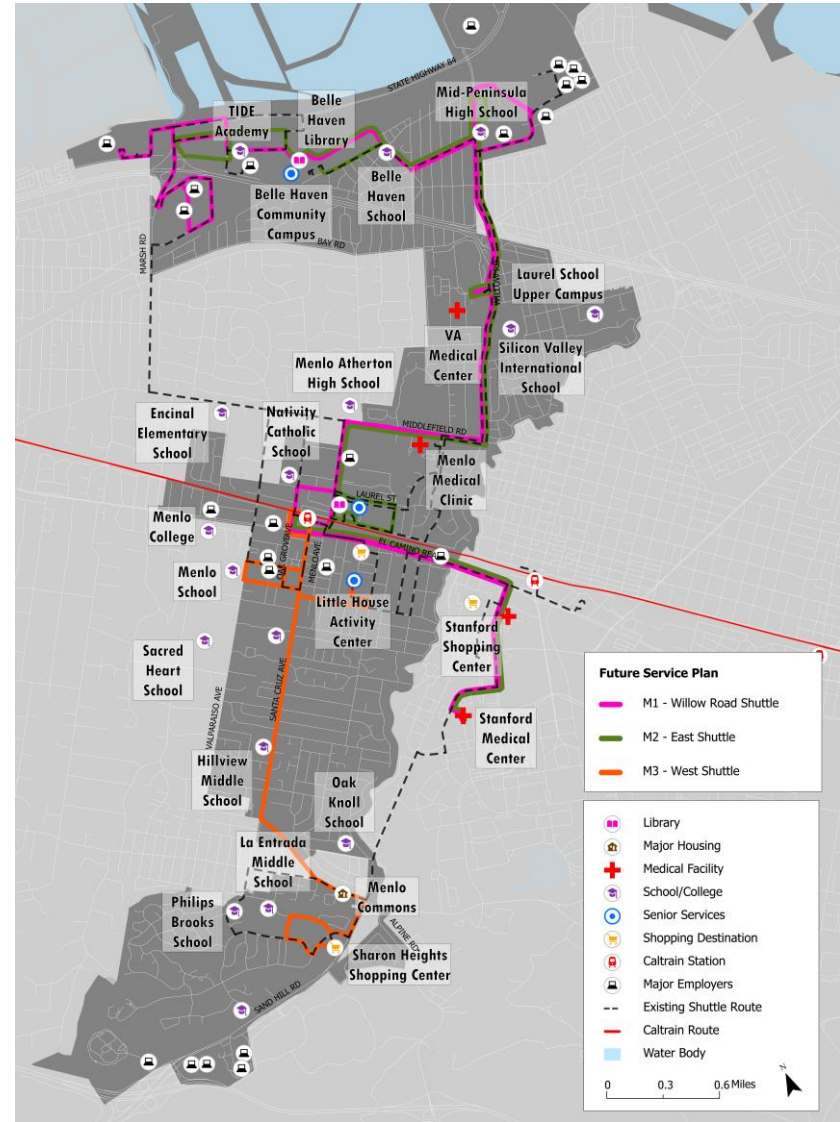 STATE HIGHWAY 84
TIDE
Academy
Belle
Haven
Library
Mid-Peninsula
High School
Belle Haven
Community
Campus
Belle
Haven
School
MARSH RD
BAY RD
WILLOW RD
Laurel School
Upper Campus
VA
Medical
Center
Silicon Valley
International
School
Menlo Atherton
High School
MIDDLEFIELD RD
Encinal
Elementary
School
Nativity
Catholic
School
Menlo
Medical
Clinic
LAUREL ST
Menlo
College
OAK GROVE AVE
MENLO AVE
EL CAMINO REAL
Menlo
School
Little House
Activity
Center
Stanford
Shopping
Center
Sacred
Heart
School
SANTA CRUZ AVE
VALPARAISO AVE
Stanford
Medical
Center
Hillview
Middle
School
Oak
Knoll
School
La Entrada
Middle
School
Menlo
Commons
Philips
Brooks
School
ALPINE RD
Sharon Heights
Shopping Center
SAND HILL RD
Future Service Plan
M1 - Willow Road Shuttle
M2 - East Shuttle
M3 - West Shuttle
Library
Major Housing
Medical Facility
School/College
Senior Services
Shopping Destination
Caltrain Station
Major Employers
Existing Shuttle Route
Caltrain Route
Water Body
0 0.3 0.6 Miles
N